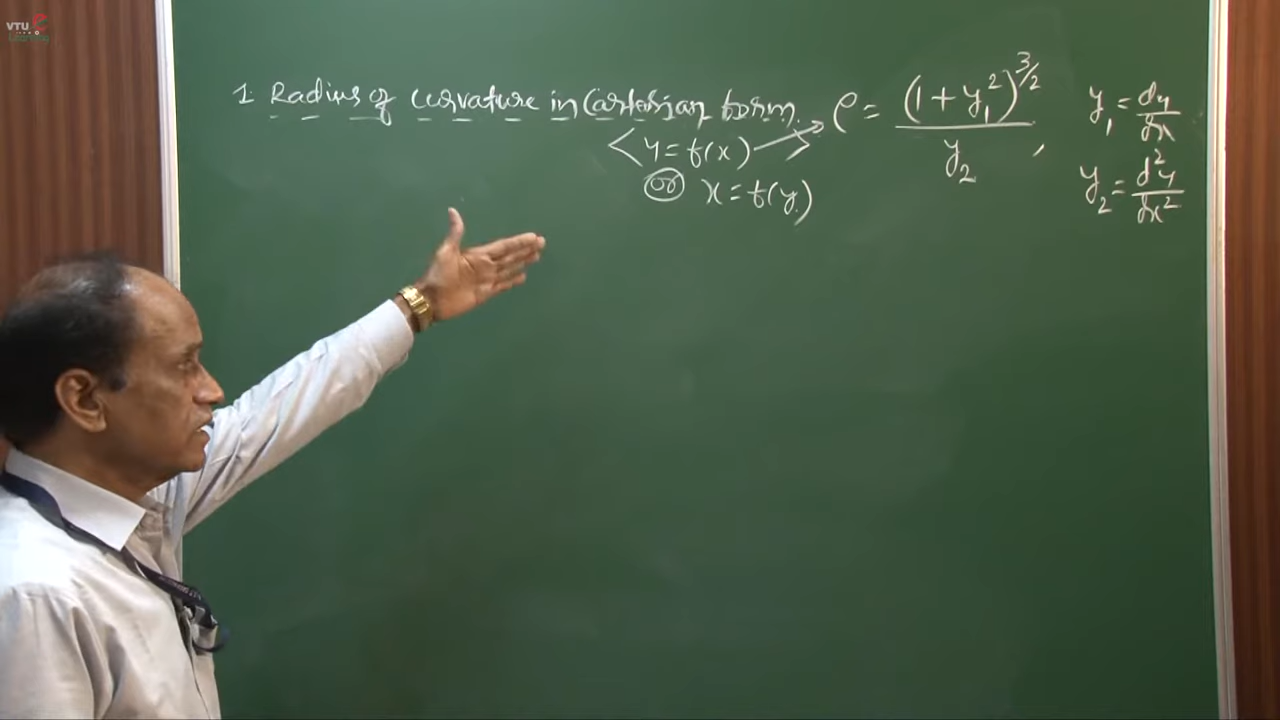 VTU e
Learning
1. Radius of curvature in Cartesian form.
< y = f(x) > → ρ = (1 + y₁²)^{3/2} / y₂ ,
(or) x = f(y)
y₁ = dy/dx
y₂ = d²y/dx²